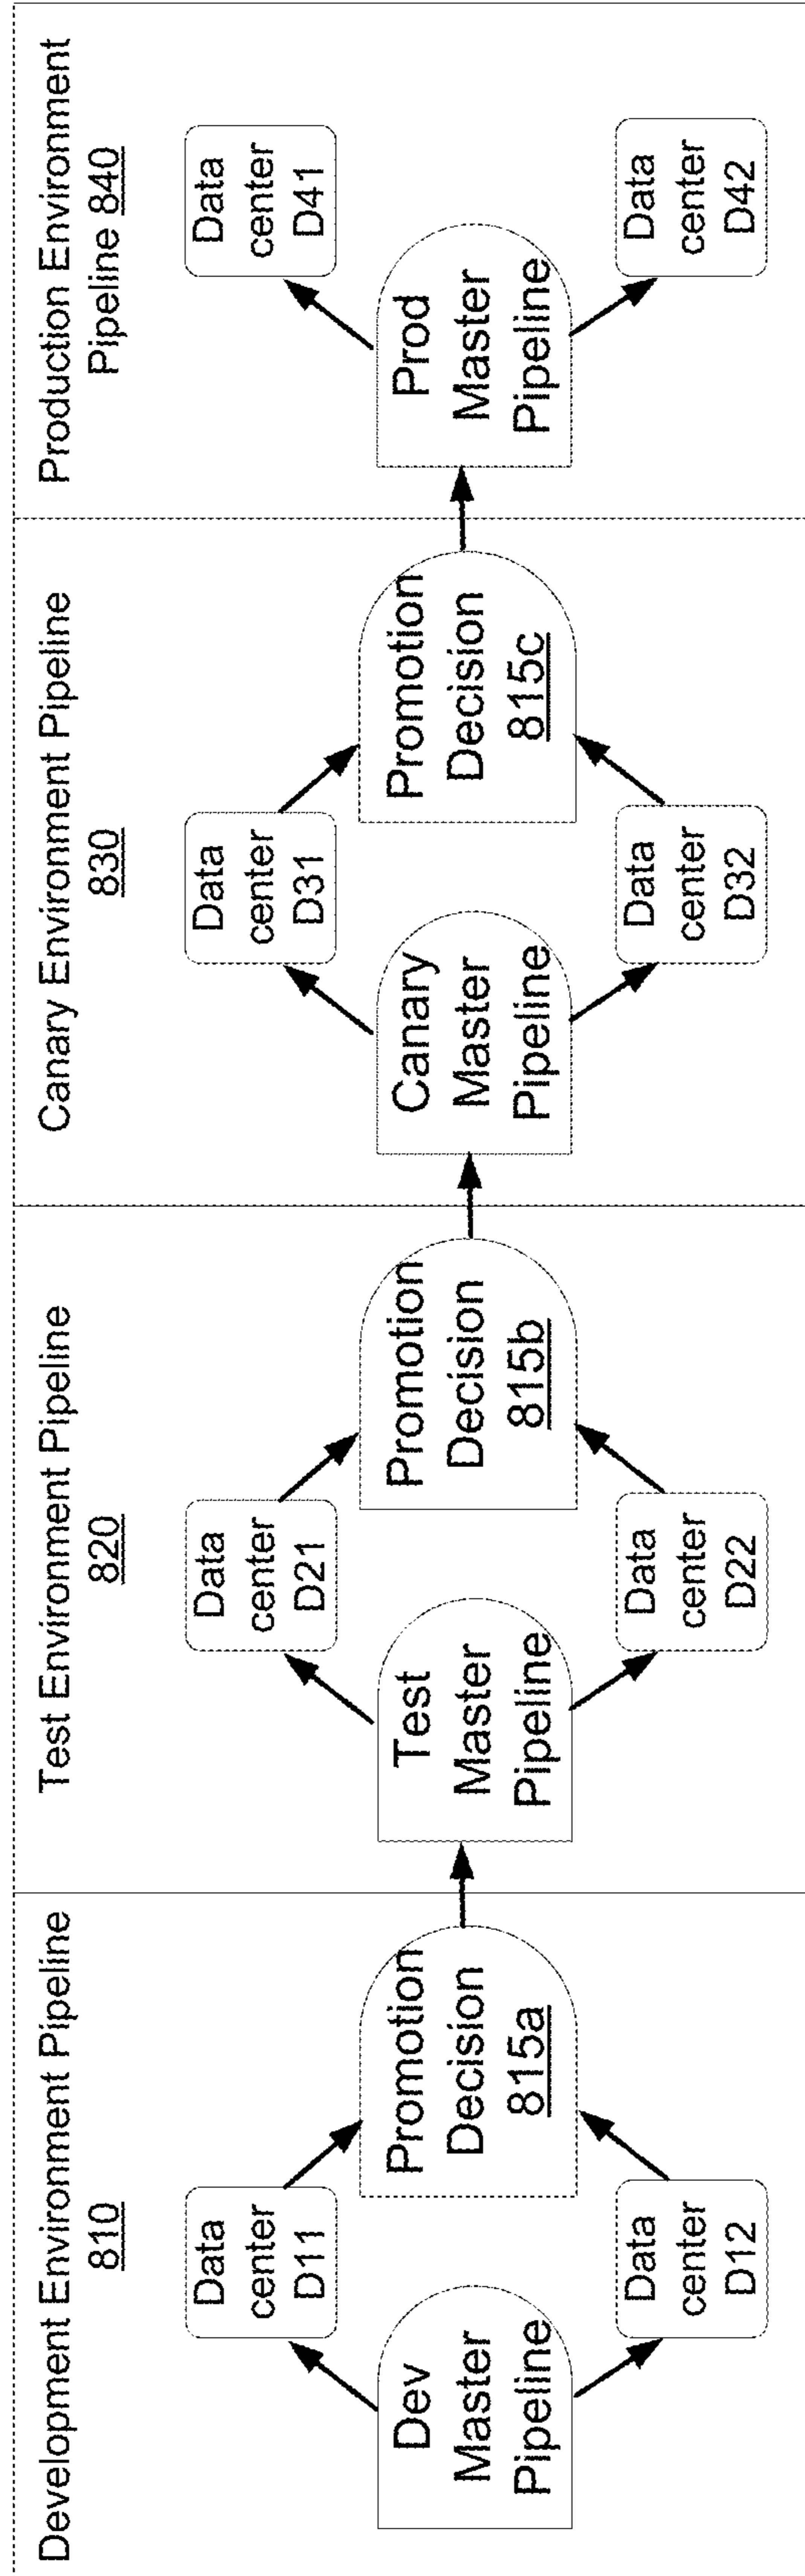 Development Environment Pipeline
810
Data
center
D11
Dev
Master
Pipeline
Data
center
D12
Promotion
Decision
815a
Test Environment Pipeline
820
Data
center
D21
Test
Master
Pipeline
Data
center
D22
Promotion
Decision
815b
Canary Environment Pipeline
830
Data
center
D31
Canary
Master
Pipeline
Data
center
D32
Promotion
Decision
815c
Production Environment
Pipeline 840
Data
center
D41
Prod
Master
Pipeline
Data
center
D42